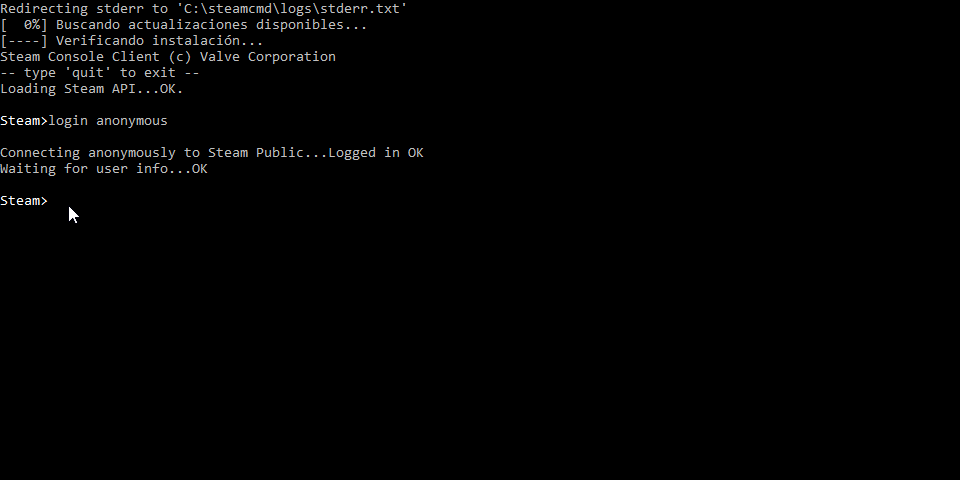 Redirecting stderr to 'C:\steamcmd\logs\stderr.txt'
[  0%] Buscando actualizaciones disponibles...
[----] Verificando instalación...
Steam Console Client (c) Valve Corporation
-- type 'quit' to exit --
Loading Steam API...OK.
Steam>login anonymous
Connecting anonymously to Steam Public...Logged in OK
Waiting for user info...OK
Steam>